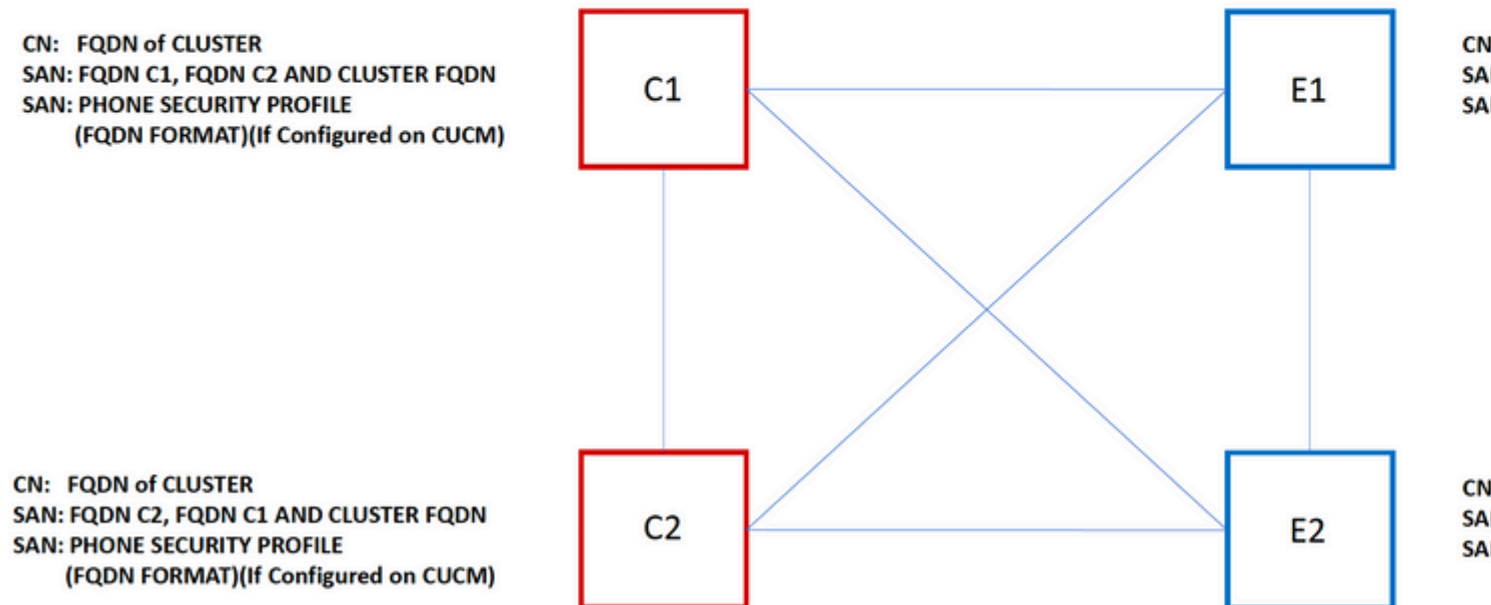 CN: FQDN of CLUSTER
SAN: FQDN C1, FQDN C2 AND CLUSTER FQDN
SAN: PHONE SECURITY PROFILE
(FQDN FORMAT)(If Configured on CUCM)
C1
E1
CN
CN: FQDN of CLUSTER
SAN: FQDN C2, FQDN C1 AND CLUSTER FQDN
SAN: PHONE SECURITY PROFILE
(FQDN FORMAT)(If Configured on CUCM)
C2
E2
CN